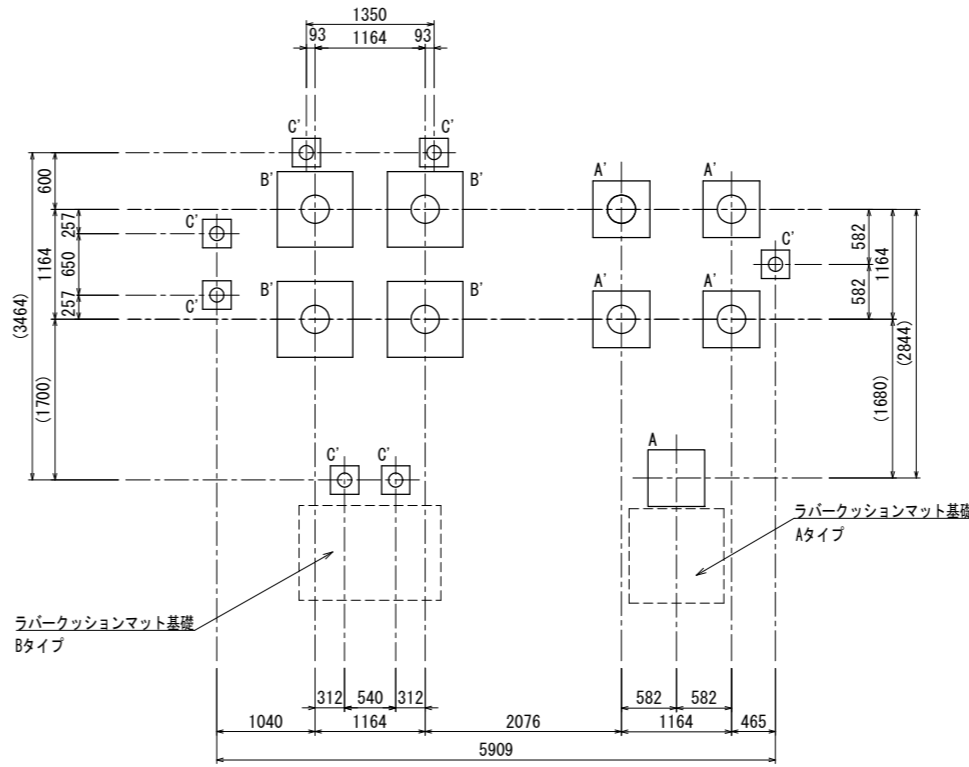 1350
93 1164 93
C' C'
B' B' A' A'
600
257
C' C'
582
1164
650
1164
(3464)
B' B' A' A'
C'
257
582
(2844)
(1700)
(1680)
C' C' A
ラバークッションマット基礎
Aタイプ
ラバークッションマット基礎
Bタイプ
312 540 312 582 582
1040 1164 2076 1164 465
5909